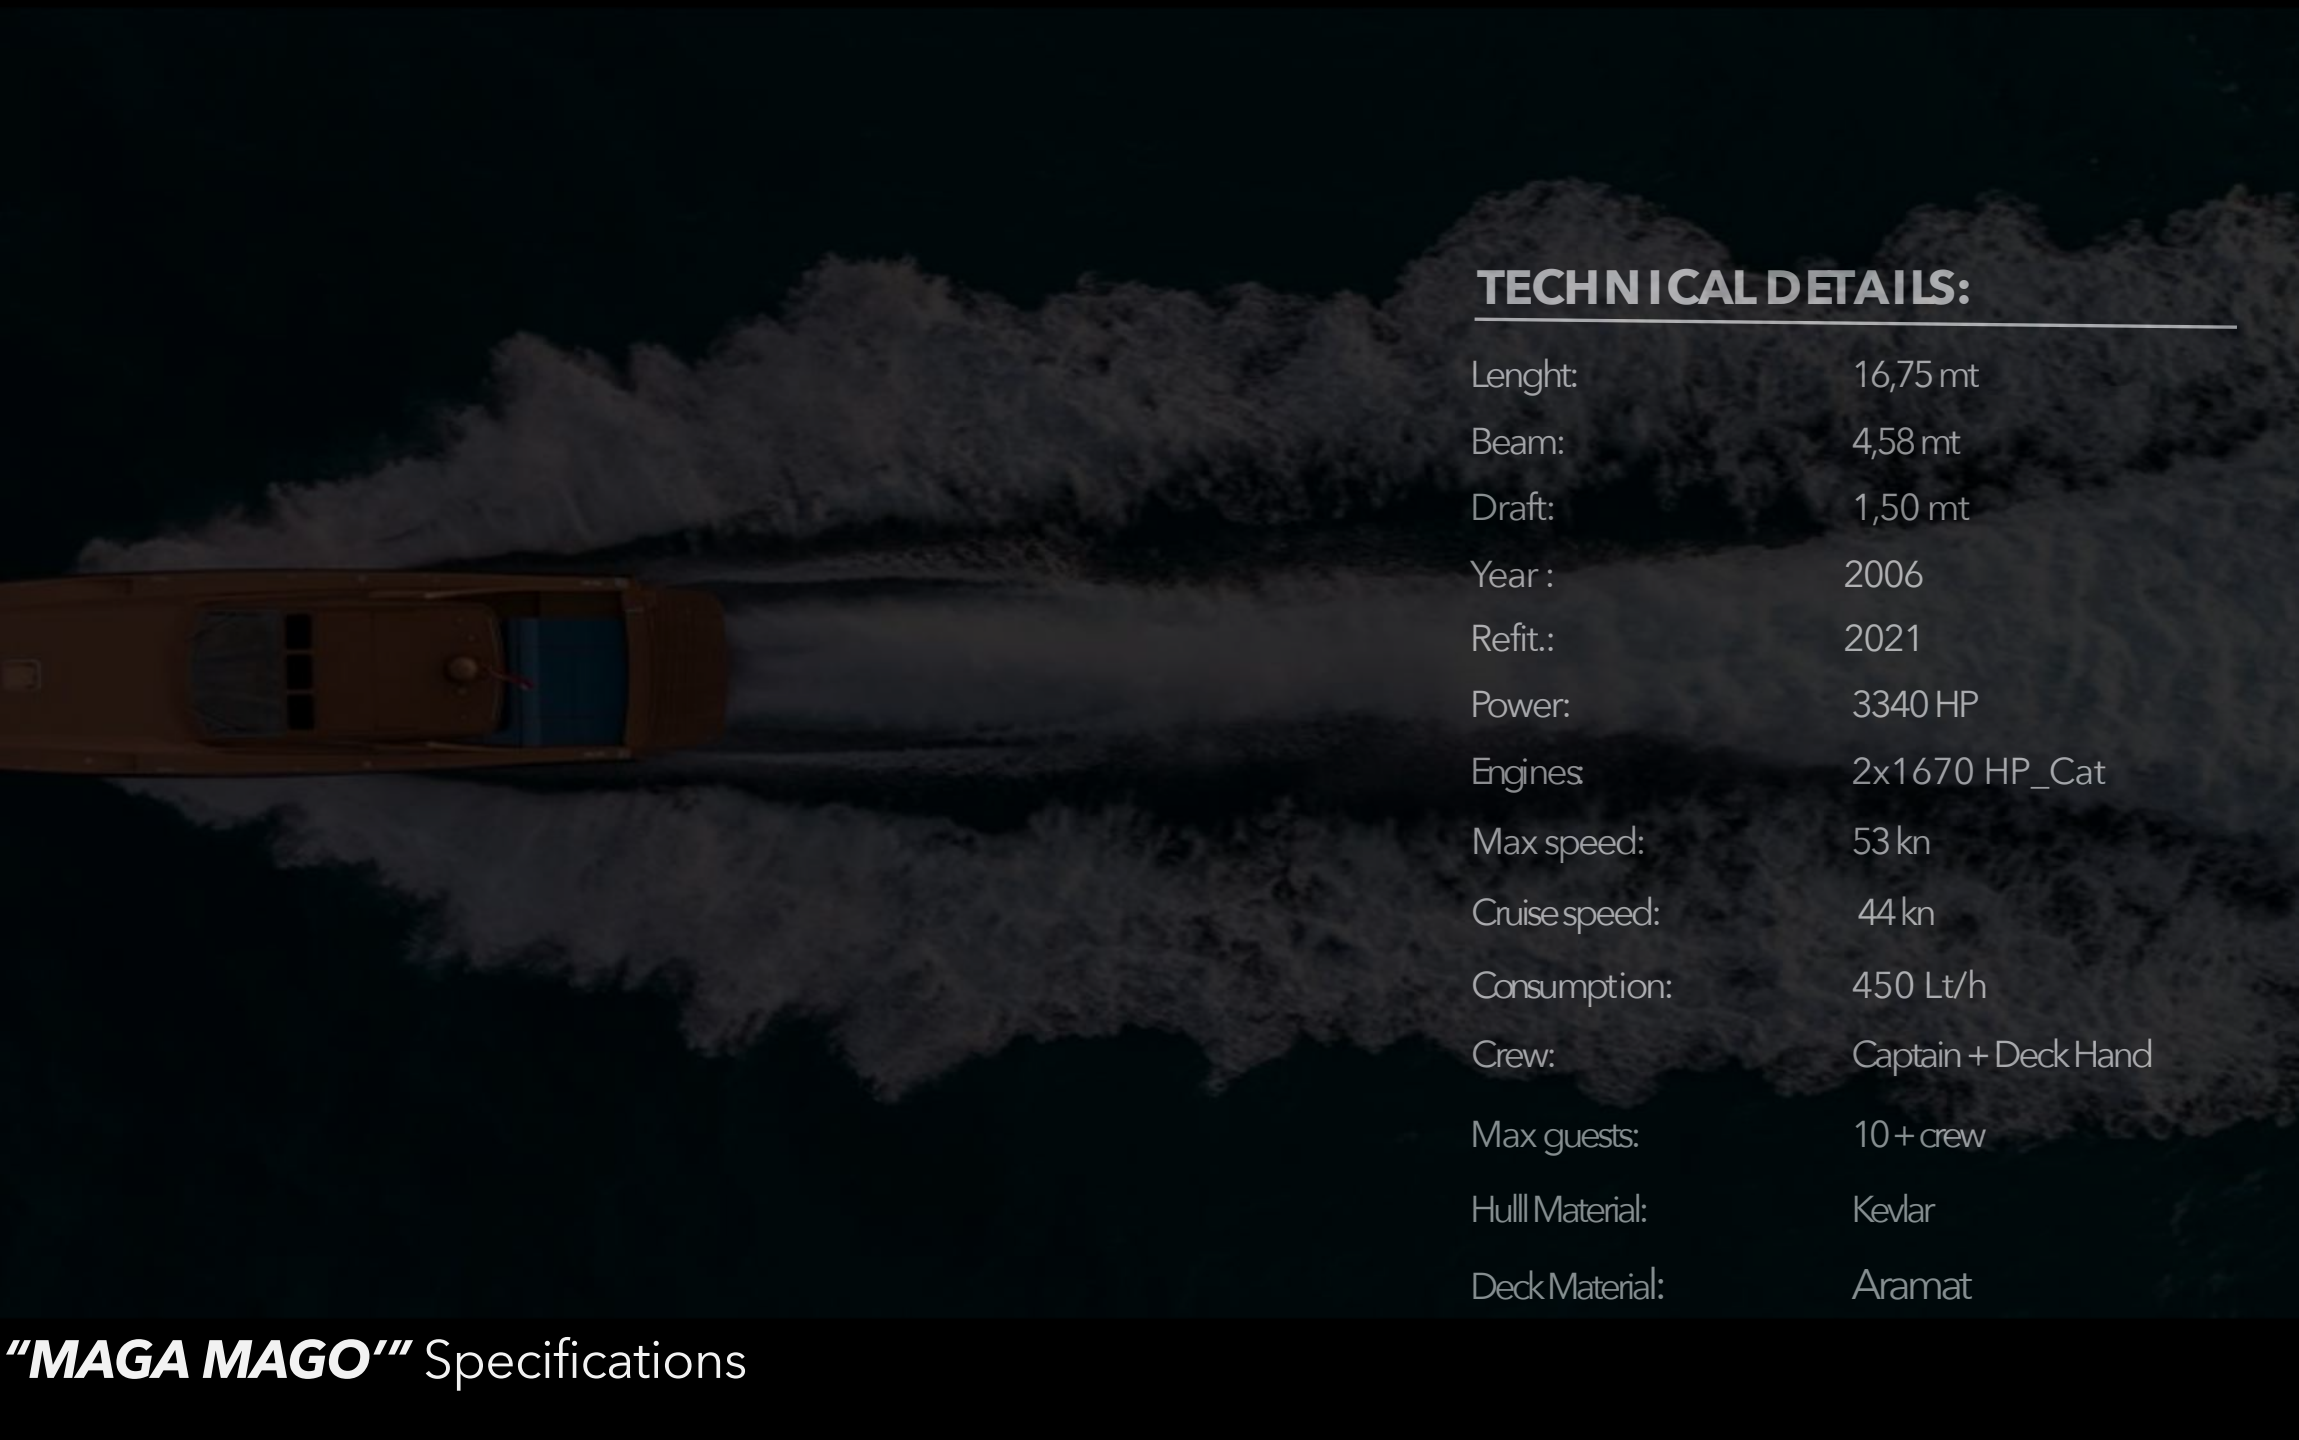 TECHNICAL DETAILS:
Lenght: 16,75 mt
Beam: 4,58 mt
Draft: 1,50 mt
Year : 2006
Refit.: 2021
Power: 3340 HP
Engines: 2x1670 HP_Cat
Max speed: 53 kn
Cruise speed: 44 kn
Consumption: 450 Lt/h
Crew: Captain + Deck Hand
Max guests: 10 + crew
Hulll Material: Kevlar
Deck Material: Aramat
“MAGA MAGO’” Specifications